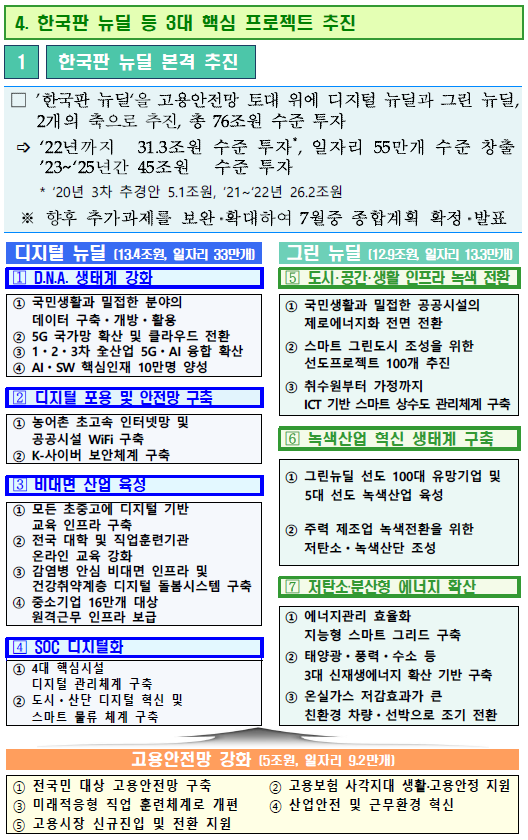 4. 한국판 뉴딜 등 3대 핵심 프로젝트 추진
1 한국판 뉴딜 본격 추진
□ ’한국판 뉴딜‘을 고용안전망 토대 위에 디지털 뉴딜과 그린 뉴딜,
2개의 축으로 추진, 총 76조원 수준 투자
⇨ ’22년까지 31.3조원 수준 투자*, 일자리 55만개 수준 창출
’23~‘25년간 45조원 수준 투자
* ’20년 3차 추경안 5.1조원, ’21~’22년 26.2조원
※ 향후 추가과제를 보완·확대하여 7월중 종합계획 확정·발표
디지털 뉴딜 (13.4조원, 일자리 33만개)
1 D.N.A. 생태계 강화
① 국민생활과 밀접한 분야의
데이터 구축・개방・활용
② 5G 국가망 확산 및 클라우드 전환
③ 1・2・3차 전산업 5G・AI 융합 확산
④ AI・SW 핵심인재 10만명 양성
2 디지털 포용 및 안전망 구축
① 농어촌 초고속 인터넷망 및
공공시설 WiFi 구축
② K-사이버 보안체계 구축
3 비대면 산업 육성
① 모든 초중고에 디지털 기반
교육 인프라 구축
② 전국 대학 및 직업훈련기관
온라인 교육 강화
③ 감염병 안심 비대면 인프라 및
건강취약계층 디지털 돌봄시스템 구축
④ 중소기업 16만개 대상
원격근무 인프라 보급
4 SOC 디지털화
① 4대 핵심시설
디지털 관리체계 구축
② 도시・산단 디지털 혁신 및
스마트 물류 체계 구축
그린 뉴딜 (12.9조원, 일자리 13.3만개)
5 도시·공간·생활 인프라 녹색 전환
① 국민생활과 밀접한 공공시설의
제로에너지화 전면 전환
② 스마트 그린도시 조성을 위한
선도프로젝트 100개 추진
③ 취수원부터 가정까지
ICT 기반 스마트 상수도 관리체계 구축
6 녹색산업 혁신 생태계 구축
① 그린뉴딜 선도 100대 유망기업 및
5대 선도 녹색산업 육성
② 주력 제조업 녹색전환을 위한
저탄소・녹색산단 조성
7 저탄소·분산형 에너지 확산
① 에너지관리 효율화
지능형 스마트 그리드 구축
② 태양광・풍력・수소 등
3대 신재생에너지 확산 기반 구축
③ 온실가스 저감효과가 큰
친환경 차량・선박으로 조기 전환
고용안전망 강화 (5조원, 일자리 9.2만개)
① 전국민 대상 고용안전망 구축 ② 고용보험 사각지대 생활·고용안정 지원
③ 미래적응형 직업 훈련체계로 개편 ④ 산업안전 및 근무환경 혁신
⑤ 고용시장 신규진입 및 전환 지원